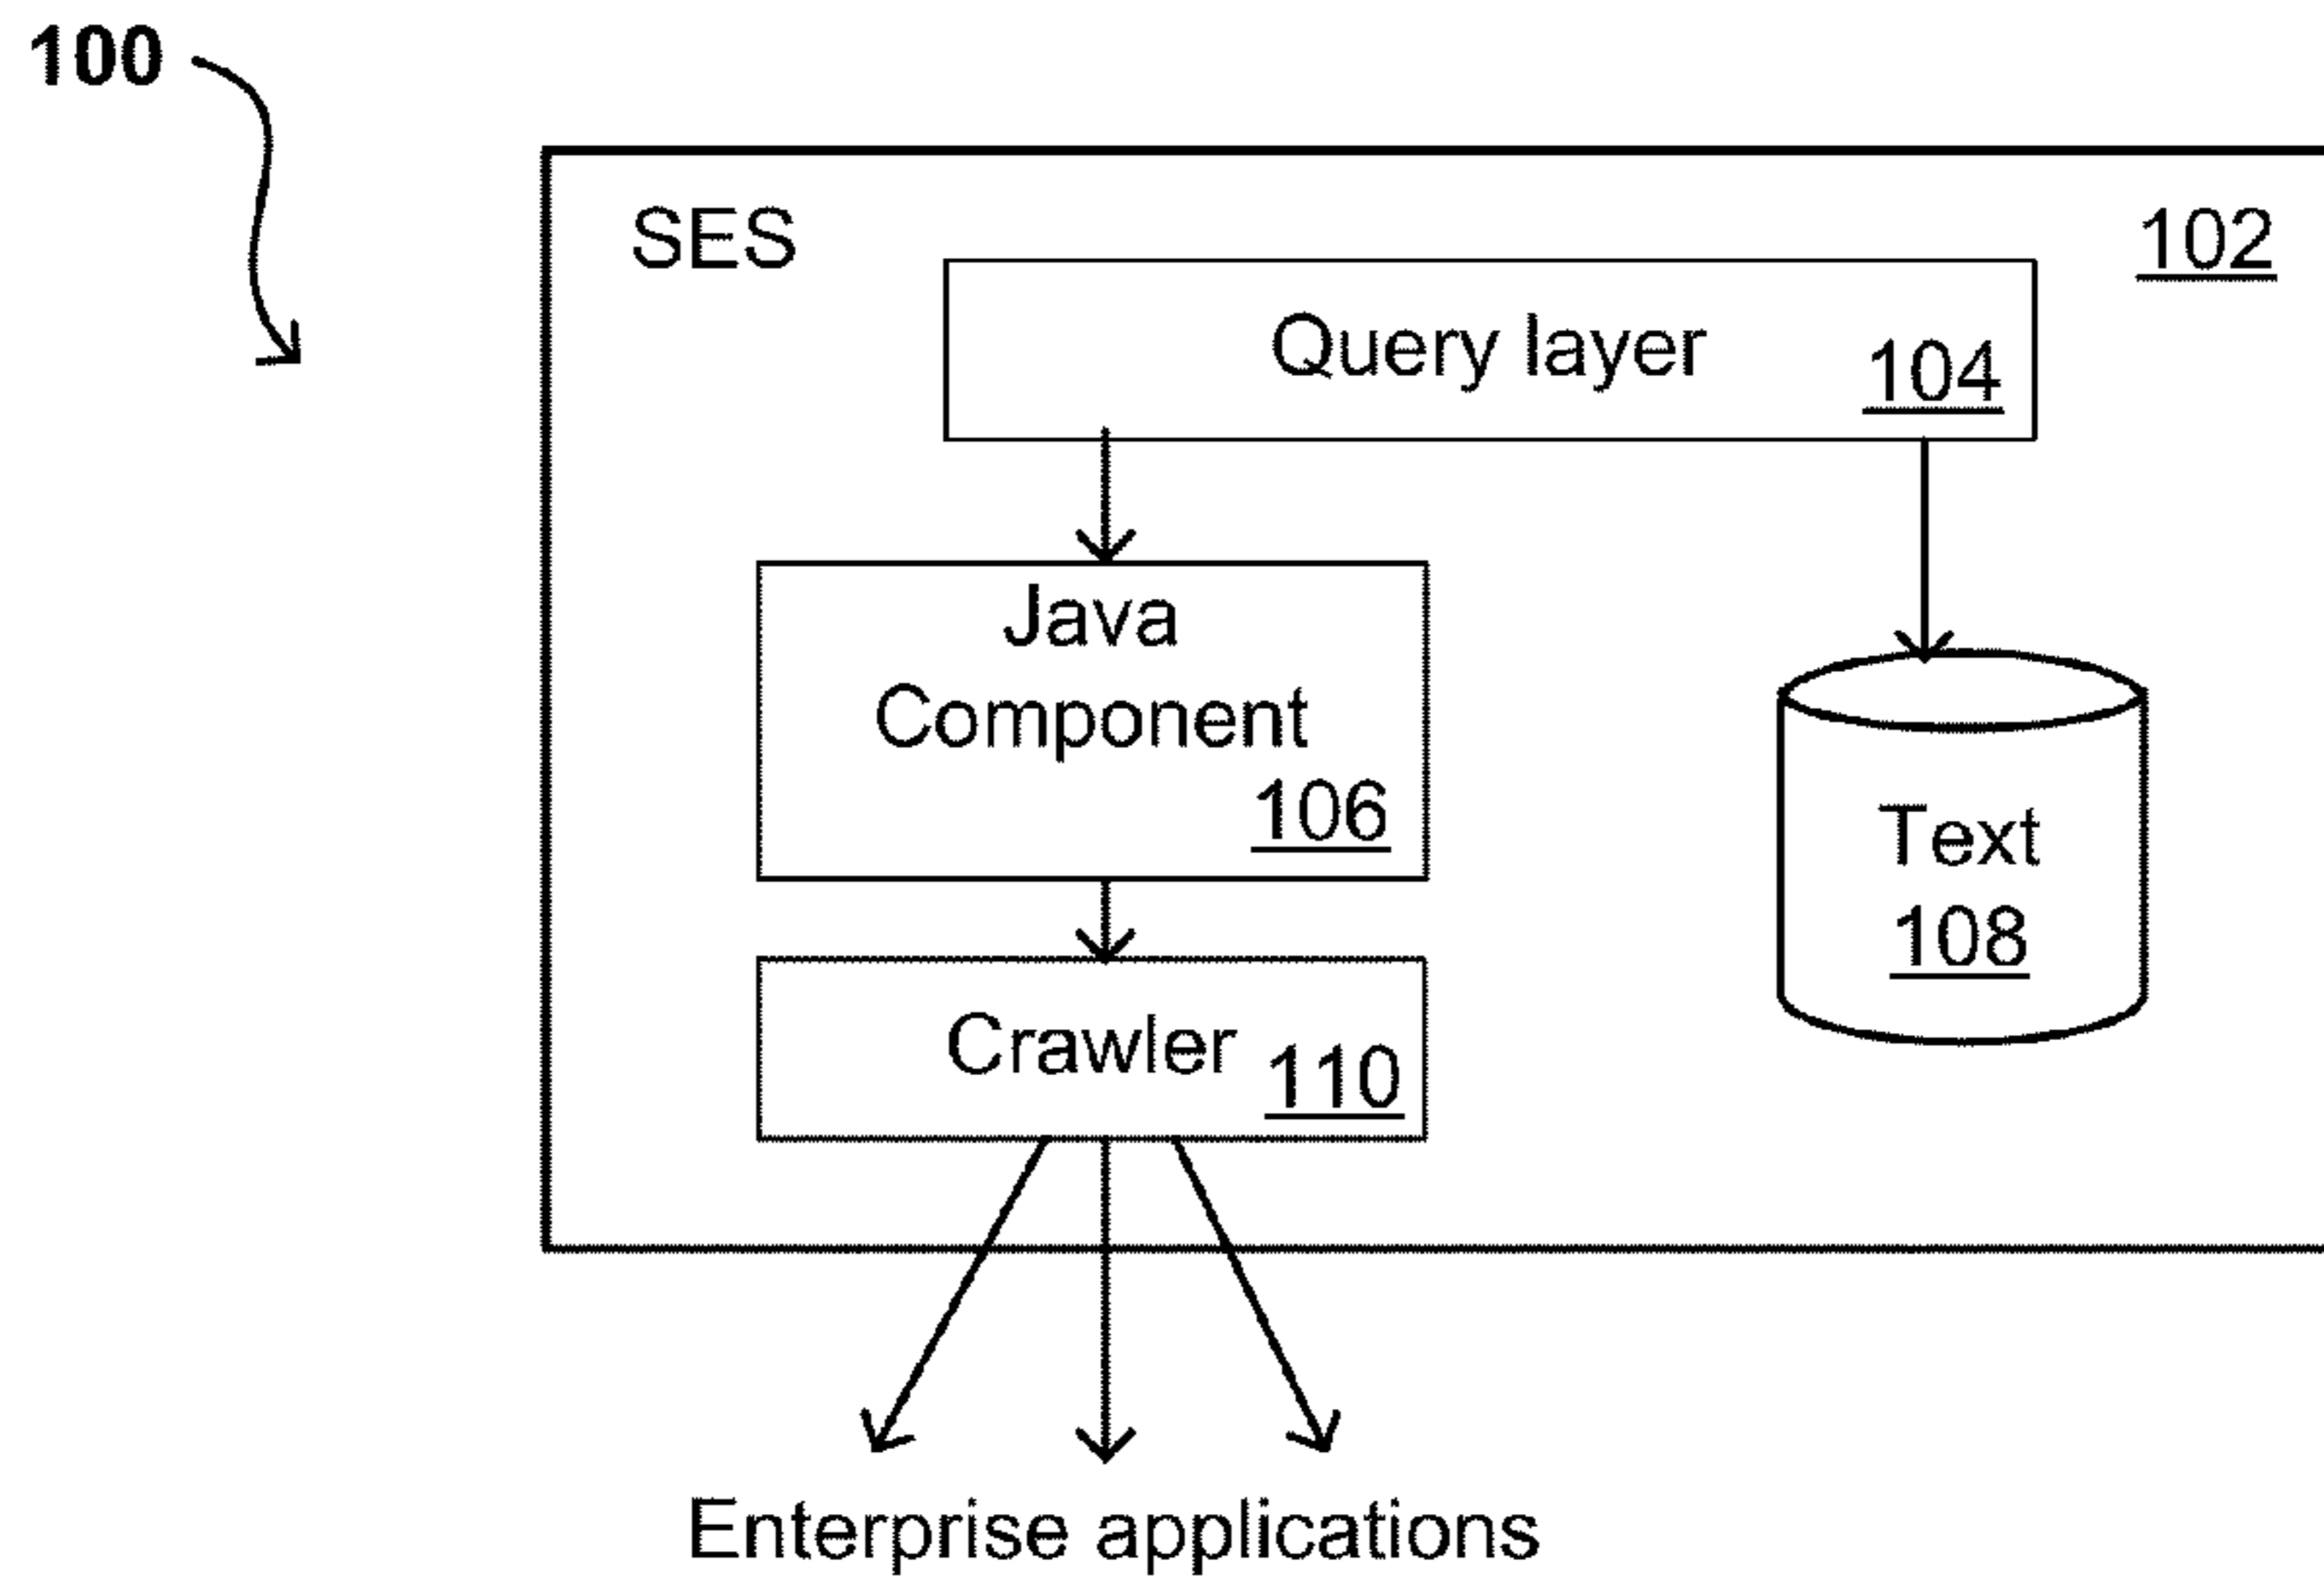 100
SES
102
Query layer
104
Java
Component
106
Text
108
Crawler
110
Enterprise applications